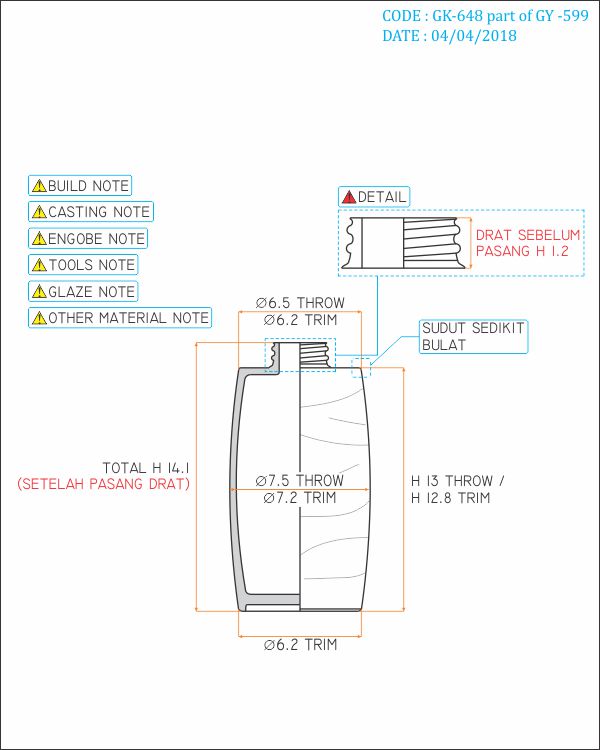 CODE : GK-648 part of GY -599
DATE : 04/04/2018
BUILD NOTE
CASTING NOTE
ENGOBE NOTE
TOOLS NOTE
GLAZE NOTE
OTHER MATERIAL NOTE
DETAIL
DRAT SEBELUM
PASANG H 1.2
Ø6.5 THROW
Ø6.2 TRIM
SUDUT SEDIKIT
BULAT
TOTAL H 14.1
(SETELAH PASANG DRAT)
Ø7.5 THROW
Ø7.2 TRIM
H 13 THROW /
H 12.8 TRIM
Ø6.2 TRIM